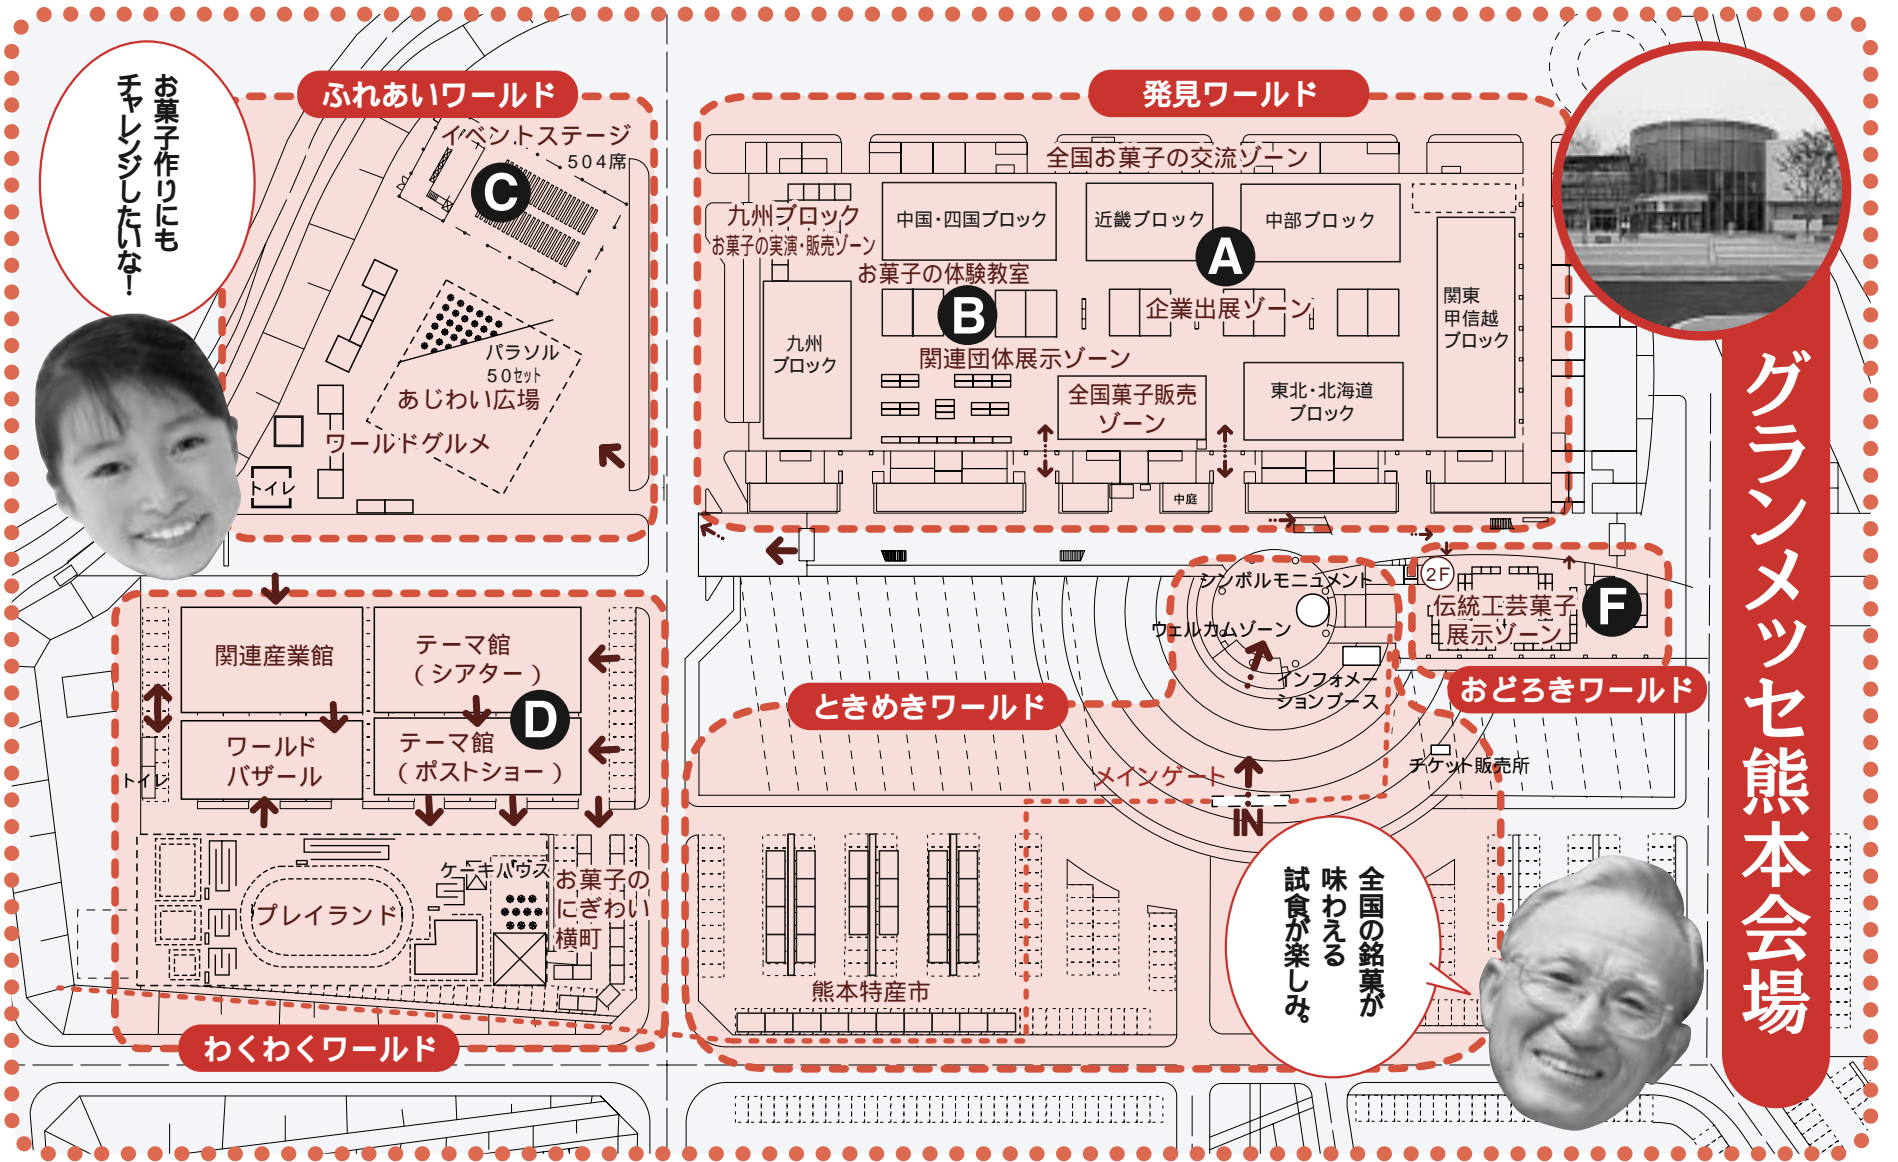 グランメッセ熊本会場
お菓子作りにも
チャレンジしたいな！
ふれあいワールド
イベントステージ
504席
C
パラソル
50セット
あじわい広場
ワールドグルメ
トイレ
発見ワールド
全国お菓子の交流ゾーン
九州ブロック
お菓子の実演・販売ゾーン
中国・四国ブロック
近畿ブロック
中部ブロック
A
お菓子の体験教室
B
企業出展ゾーン
関東
甲信越
ブロック
九州
ブロック
関連団体展示ゾーン
全国菓子販売
ゾーン
東北・北海道
ブロック
中庭
シンボルモニュメント
ウェルカムゾーン
インフォメー
ションブース
2F
伝統工芸菓子
展示ゾーン
F
おどろきワールド
ときめきワールド
チケット販売所
メインゲート
IN
関連産業館
テーマ館
（シアター）
D
ワールド
バザール
テーマ館
（ポストショー）
トイレ
ケーキハウス
お菓子の
にぎわい
横町
プレイランド
わくわくワールド
熊本特産市
全国の銘菓が
味わえる
試食が楽しみ。